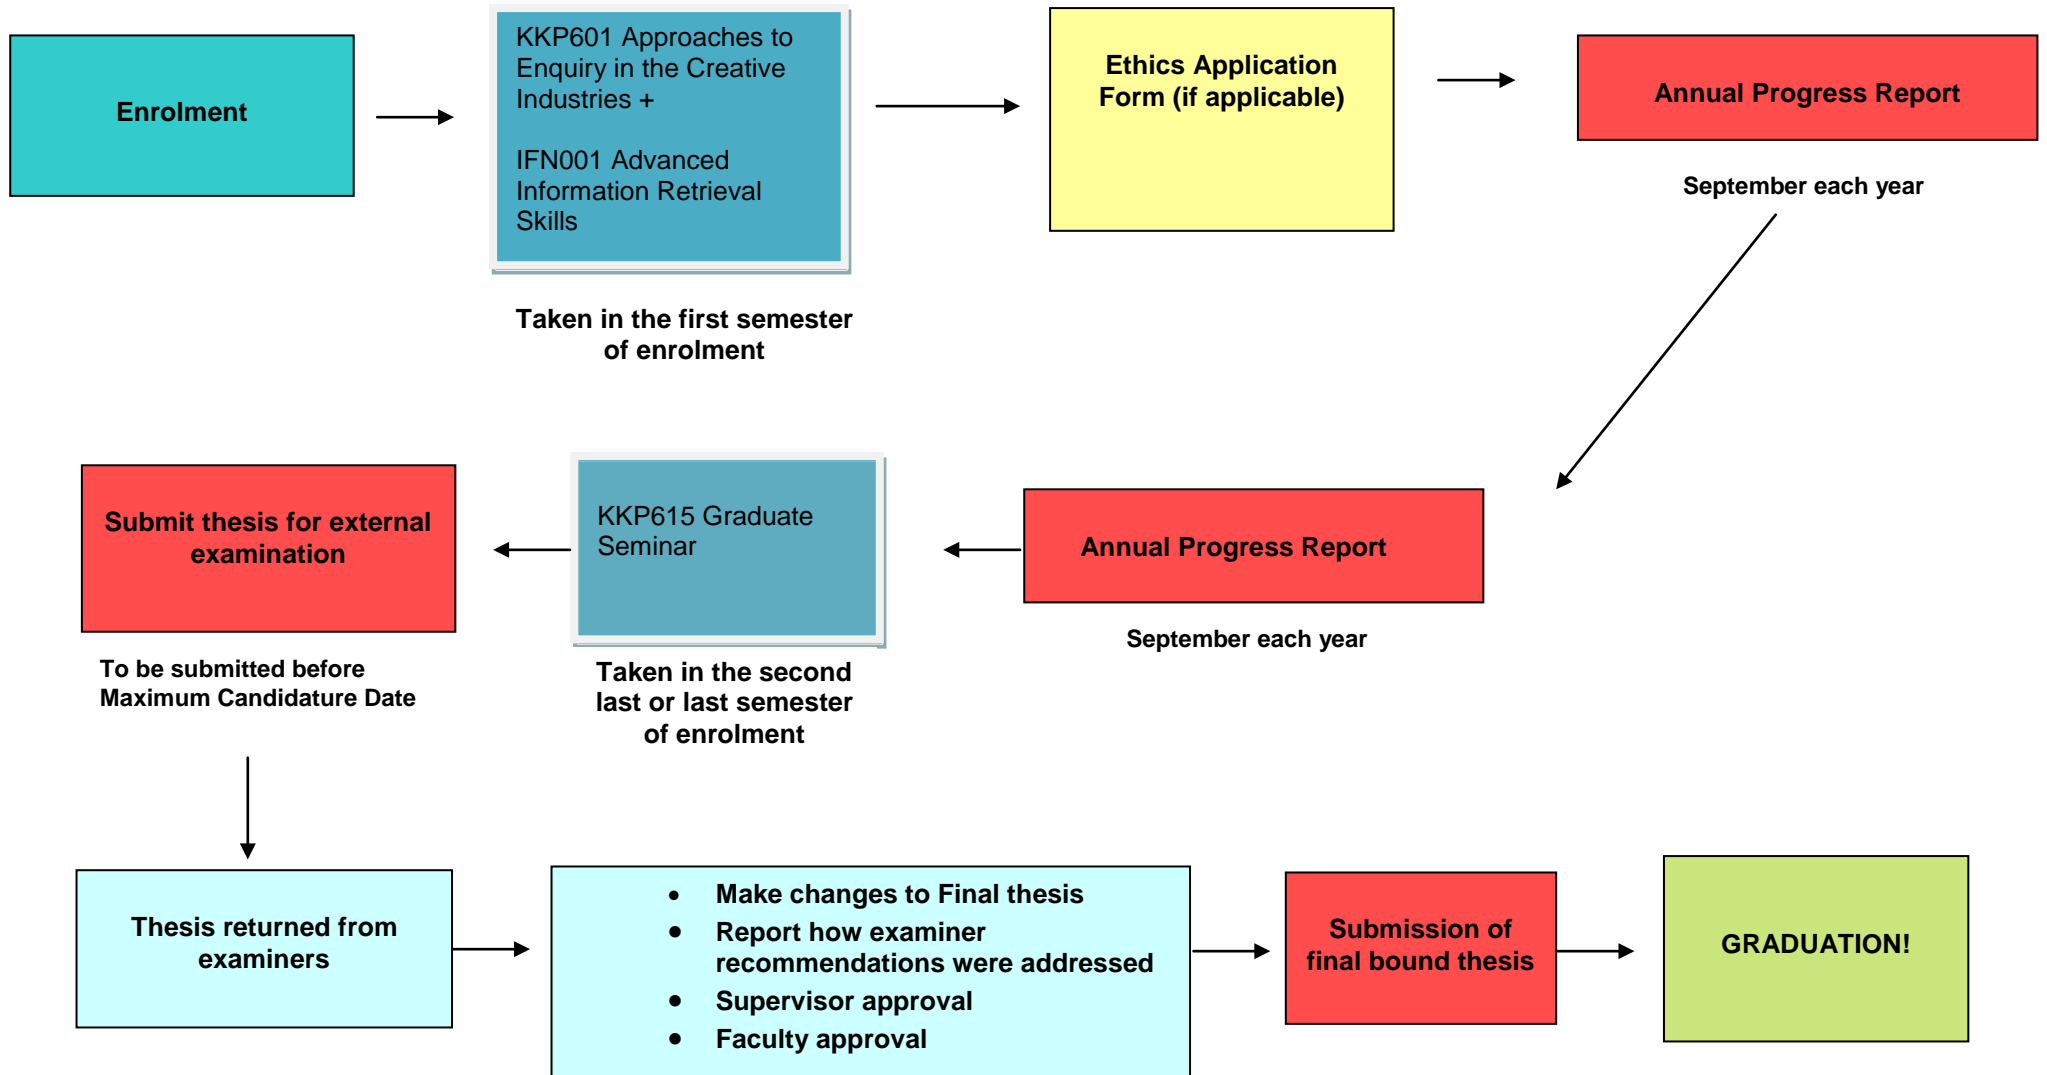 Enrolment
KKP601 Approaches to
Enquiry in the Creative
Industries +
IFN001 Advanced
Information Retrieval
Skills
Taken in the first semester
of enrolment
Ethics Application
Form (if applicable)
Annual Progress Report
September each year
Annual Progress Report
September each year
KKP615 Graduate
Seminar
Taken in the second
last or last semester
of enrolment
Submit thesis for external
examination
To be submitted before
Maximum Candidature Date
Thesis returned from
examiners
• Make changes to Final thesis
• Report how examiner
recommendations were addressed
• Supervisor approval
• Faculty approval
Submission of
final bound thesis
GRADUATION!